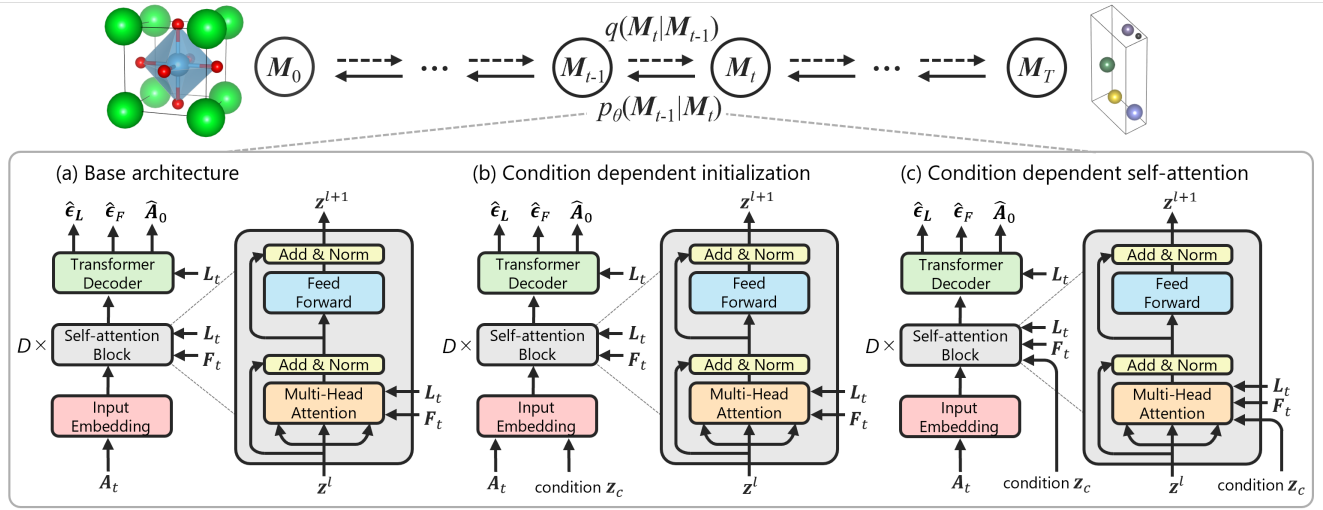 q(M_t|M_{t-1})
M_0 ... M_{t-1} M_t ... M_T
p_θ(M_{t-1}|M_t)
(a) Base architecture
ε̂_L ε̂_F Â_0
Transformer
Decoder
L_t
D×
Self-attention
Block
L_t
F_t
Input
Embedding
A_t
z^{l+1}
Add & Norm
Feed
Forward
Add & Norm
Multi-Head
Attention
L_t
F_t
z^l
(b) Condition dependent initialization
ε̂_L ε̂_F Â_0
Transformer
Decoder
L_t
D×
Self-attention
Block
L_t
F_t
Input
Embedding
A_t condition z_c
z^{l+1}
Add & Norm
Feed
Forward
Add & Norm
Multi-Head
Attention
L_t
F_t
z^l
(c) Condition dependent self-attention
ε̂_L ε̂_F Â_0
Transformer
Decoder
L_t
D×
Self-attention
Block
L_t
F_t
Input
Embedding
A_t condition z_c
z^{l+1}
Add & Norm
Feed
Forward
Add & Norm
Multi-Head
Attention
L_t
F_t
z^l condition z_c